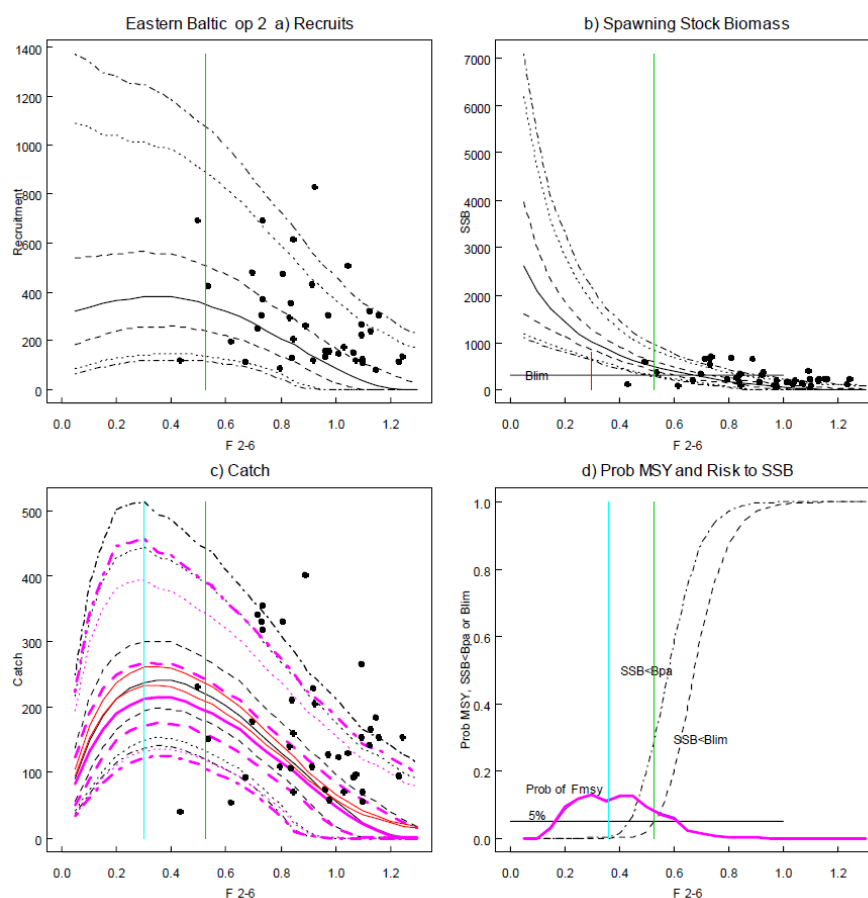 Eastern Baltic op 2 a) Recruits
Recruitment
1400
1200
1000
800
600
400
200
0
0.0 0.2 0.4 0.6 0.8 1.0 1.2
F 2-6
b) Spawning Stock Biomass
SSB
7000
6000
5000
4000
3000
2000
1000
0
Blim
0.0 0.2 0.4 0.6 0.8 1.0 1.2
F 2-6
c) Catch
Catch
500
400
300
200
100
0
0.0 0.2 0.4 0.6 0.8 1.0 1.2
F 2-6
d) Prob MSY and Risk to SSB
Prob MSY, SSB<Bpa or Blim
1.0
0.8
0.6
0.4
0.2
0.0
SSB<Bpa
SSB<Blim
Prob of Fmsy
5%
0.0 0.2 0.4 0.6 0.8 1.0 1.2
F 2-6